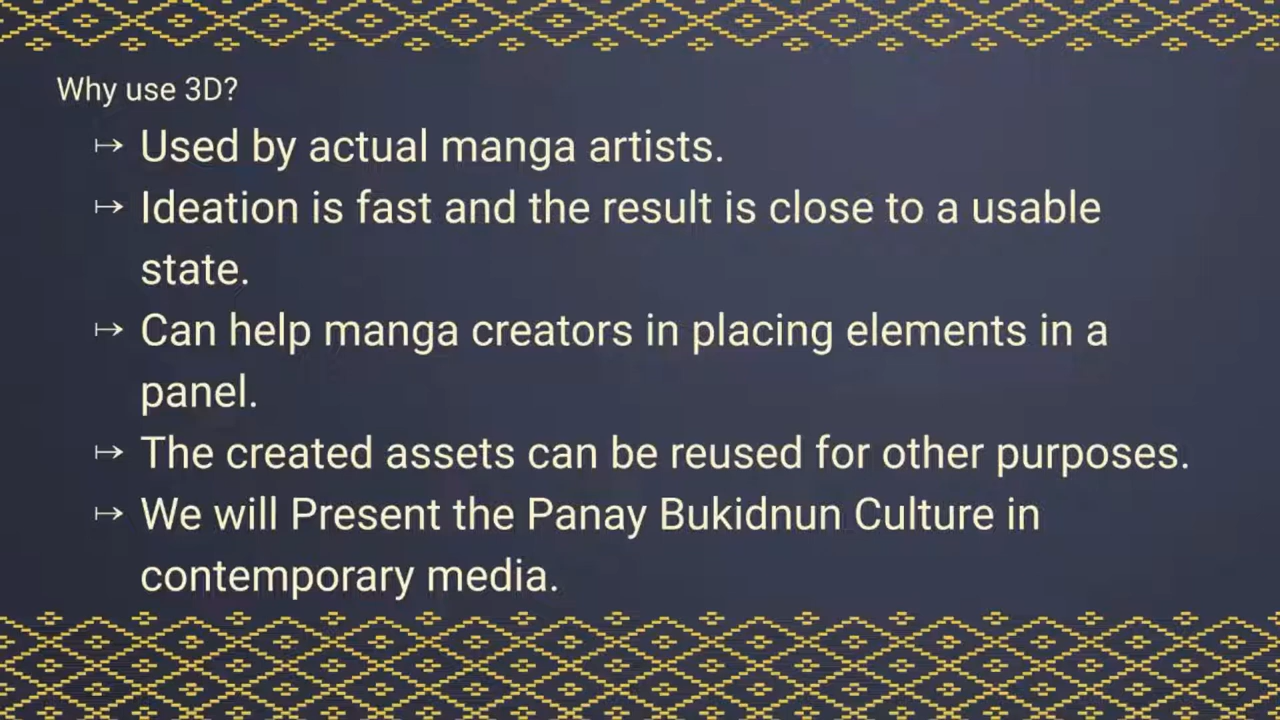 Why use 3D?
↦ Used by actual manga artists.
↦ Ideation is fast and the result is close to a usable
state.
↦ Can help manga creators in placing elements in a
panel.
↦ The created assets can be reused for other purposes.
↦ We will Present the Panay Bukidnun Culture in
contemporary media.